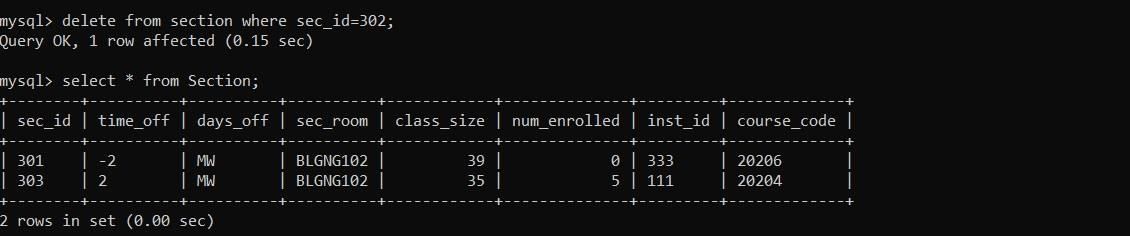 mysql> delete from section where sec_id=302;
Query OK, 1 row affected (0.15 sec)
mysql> select * from Section;
+--------+----------+----------+----------+------------+--------------+---------+-------------+
| sec_id | time_off | days_off | sec_room | class_size | num_enrolled | inst_id | course_code |
+--------+----------+----------+----------+------------+--------------+---------+-------------+
| 301    | -2       | MW       | BLGNG102 |         39 |            0 | 333     | 20206       |
| 303    | 2        | MW       | BLGNG102 |         35 |            5 | 111     | 20204       |
+--------+----------+----------+----------+------------+--------------+---------+-------------+
2 rows in set (0.00 sec)